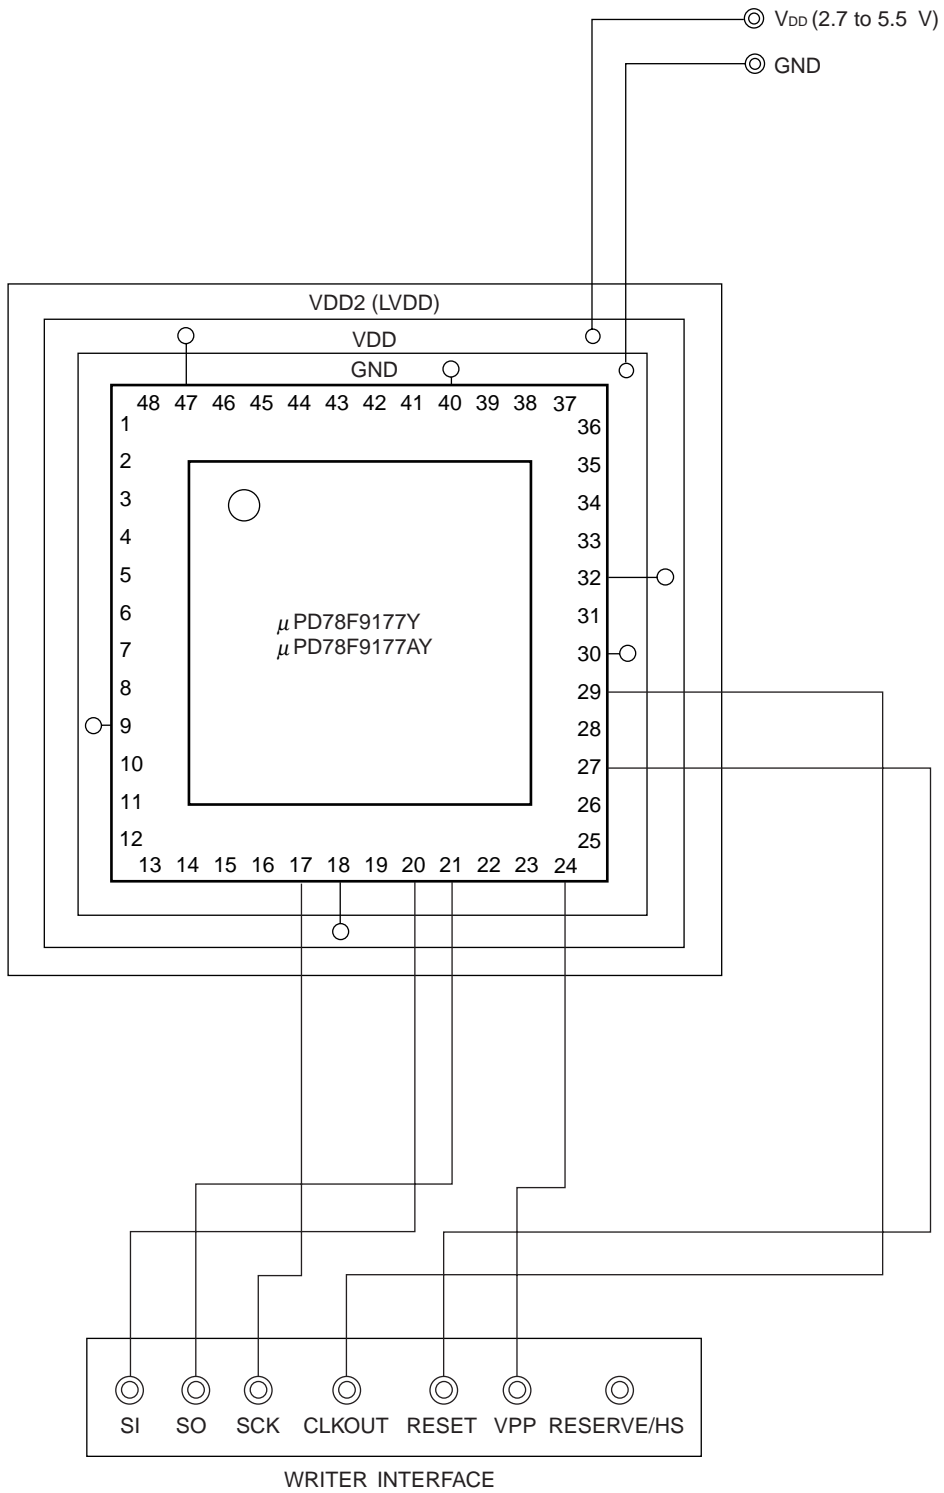 VDD (2.7 to 5.5 V)
GND
VDD2 (LVDD)
VDD
GND
48 47 46 45 44 43 42 41 40 39 38 37
1
2
3
4
5
6
7
8
9
10
11
12
36
35
34
33
32
31
30
29
28
27
26
25
μPD78F9177Y
μPD78F9177AY
13 14 15 16 17 18 19 20 21 22 23 24
SI SO SCK CLKOUT RESET VPP RESERVE/HS
WRITER INTERFACE